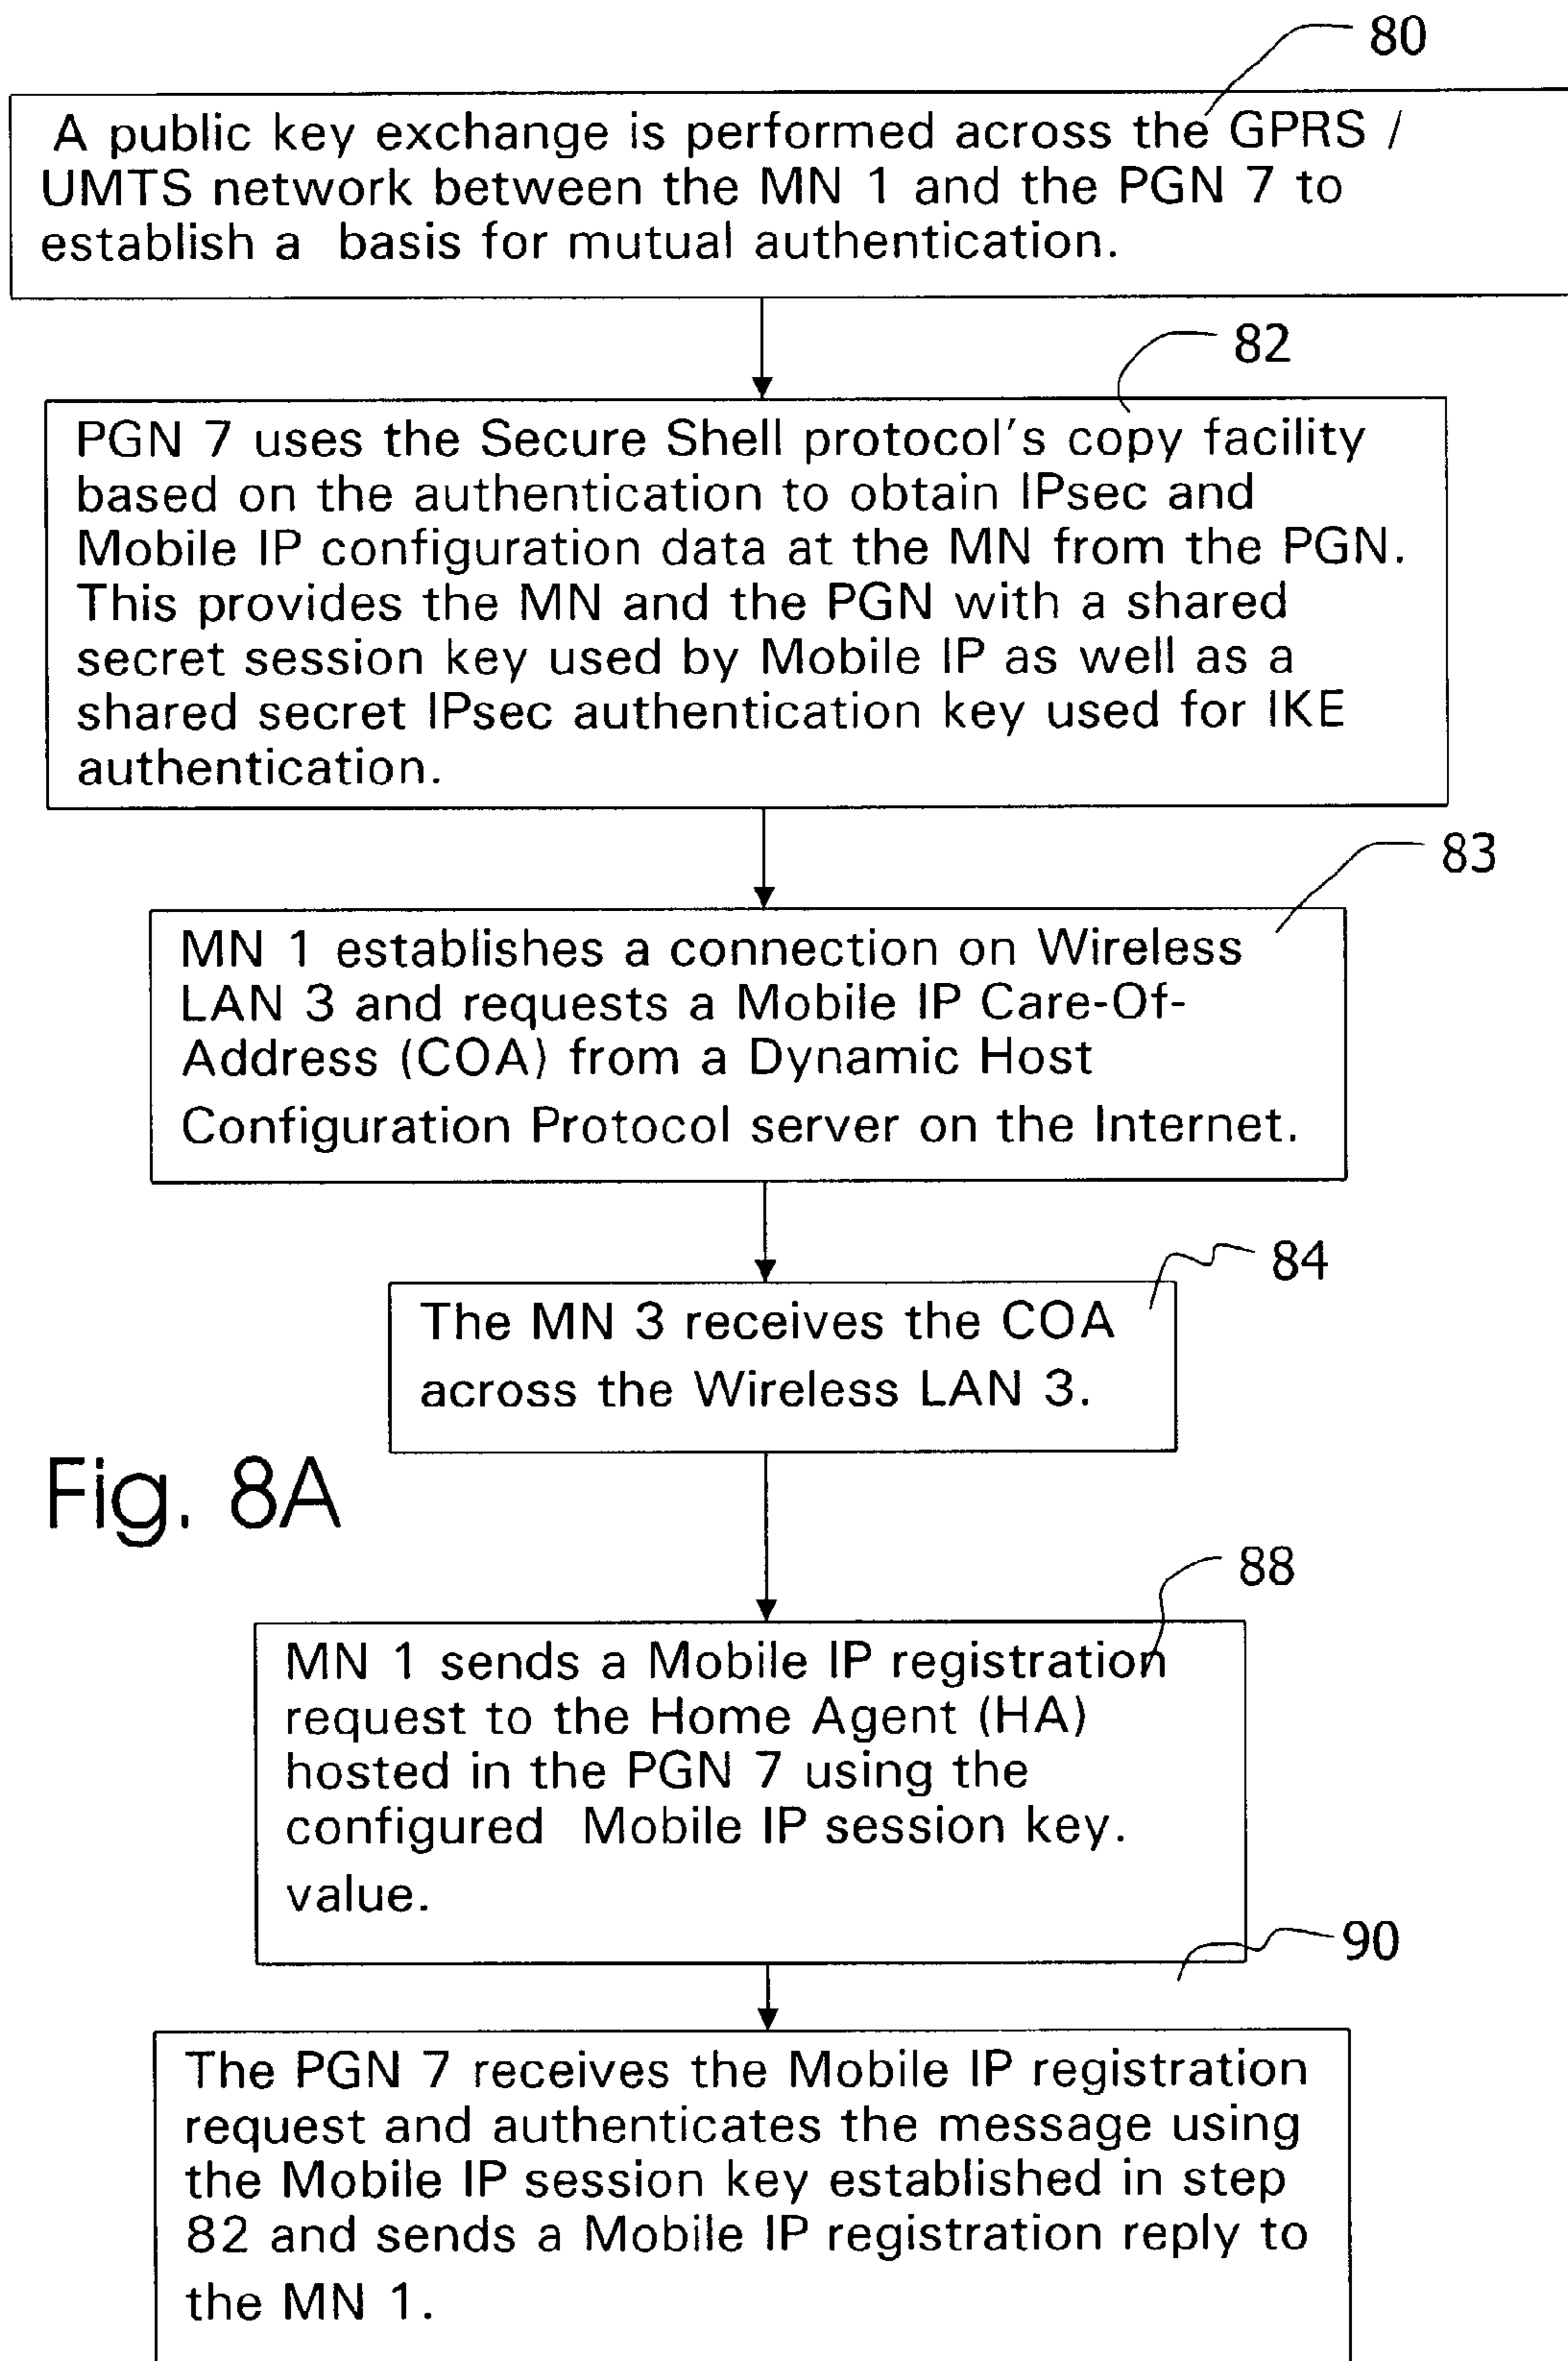 80
A public key exchange is performed across the GPRS /
UMTS network between the MN 1 and the PGN 7 to
establish a basis for mutual authentication.
82
PGN 7 uses the Secure Shell protocol's copy facility
based on the authentication to obtain IPsec and
Mobile IP configuration data at the MN from the PGN.
This provides the MN and the PGN with a shared
secret session key used by Mobile IP as well as a
shared secret IPsec authentication key used for IKE
authentication.
83
MN 1 establishes a connection on Wireless
LAN 3 and requests a Mobile IP Care-Of-
Address (COA) from a Dynamic Host
Configuration Protocol server on the Internet.
84
The MN 3 receives the COA
across the Wireless LAN 3.
Fig. 8A
88
MN 1 sends a Mobile IP registration
request to the Home Agent (HA)
hosted in the PGN 7 using the
configured Mobile IP session key.
value.
90
The PGN 7 receives the Mobile IP registration
request and authenticates the message using
the Mobile IP session key established in step
82 and sends a Mobile IP registration reply to
the MN 1.